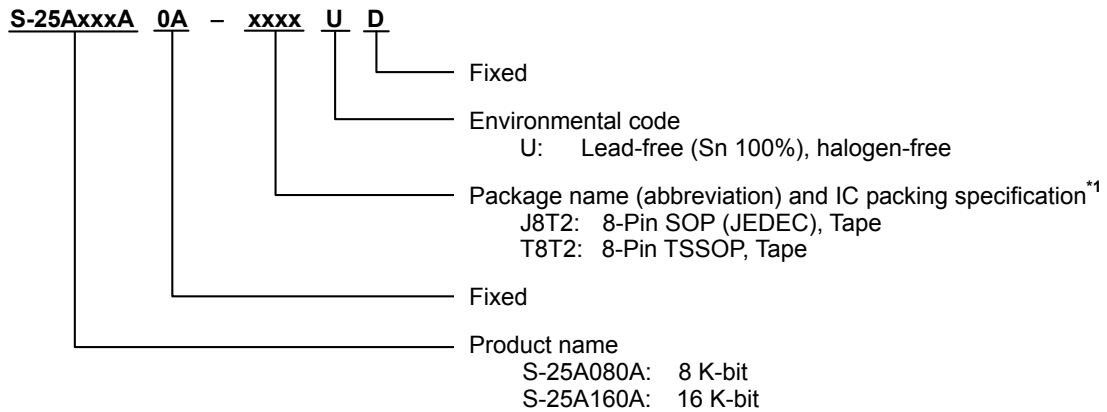 S-25AxxxA 0A – xxxx U D
Fixed
Environmental code
U: Lead-free (Sn 100%), halogen-free
Package name (abbreviation) and IC packing specification*1
J8T2: 8-Pin SOP (JEDEC), Tape
T8T2: 8-Pin TSSOP, Tape
Fixed
Product name
S-25A080A: 8 K-bit
S-25A160A: 16 K-bit